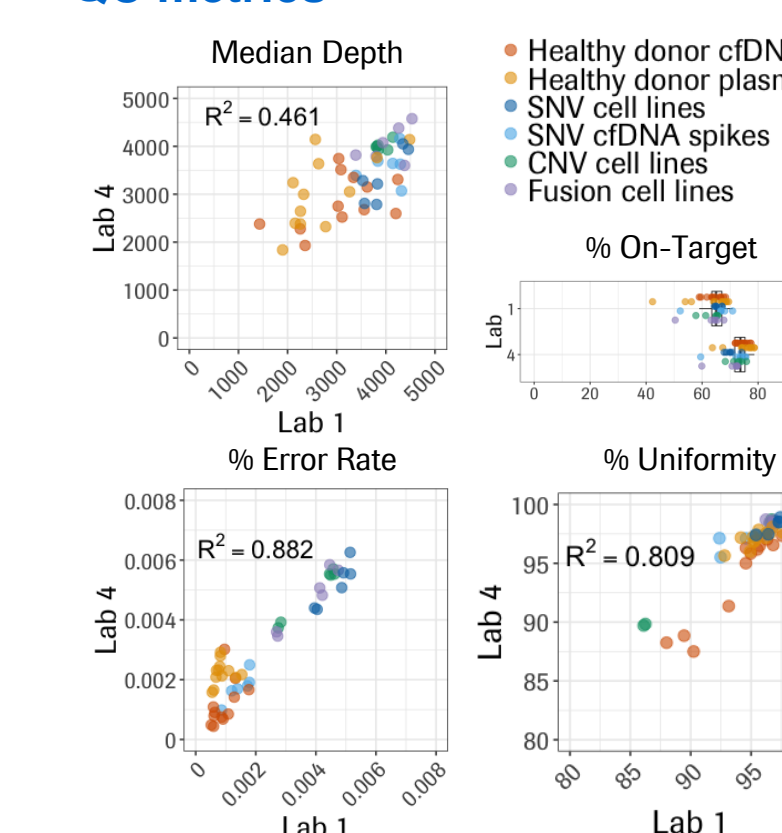 Median Depth
R² = 0.461
5000
4000
3000
2000
1000
0
Lab 4
0
1000
2000
3000
4000
5000
Lab 1
Healthy donor cfDN
Healthy donor plasm
SNV cell lines
SNV cfDNA spikes
CNV cell lines
Fusion cell lines
% On-Target
Lab
1
4
0
20
40
60
80
% Error Rate
R² = 0.882
0.008
0.006
0.004
0.002
0
Lab 4
0
0.002
0.004
0.006
0.008
Lab 1
% Uniformity
R² = 0.809
100
95
90
85
80
Lab 4
80
85
90
95
Lab 1